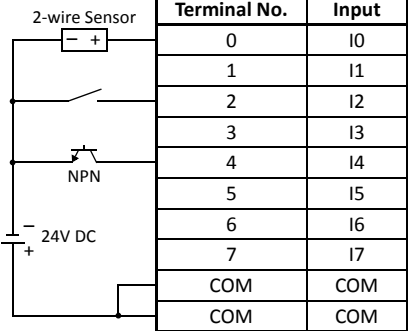 2-wire Sensor
− +
NPN
−
24V DC
+
Terminal No. Input
0 I0
1 I1
2 I2
3 I3
4 I4
5 I5
6 I6
7 I7
COM COM
COM COM